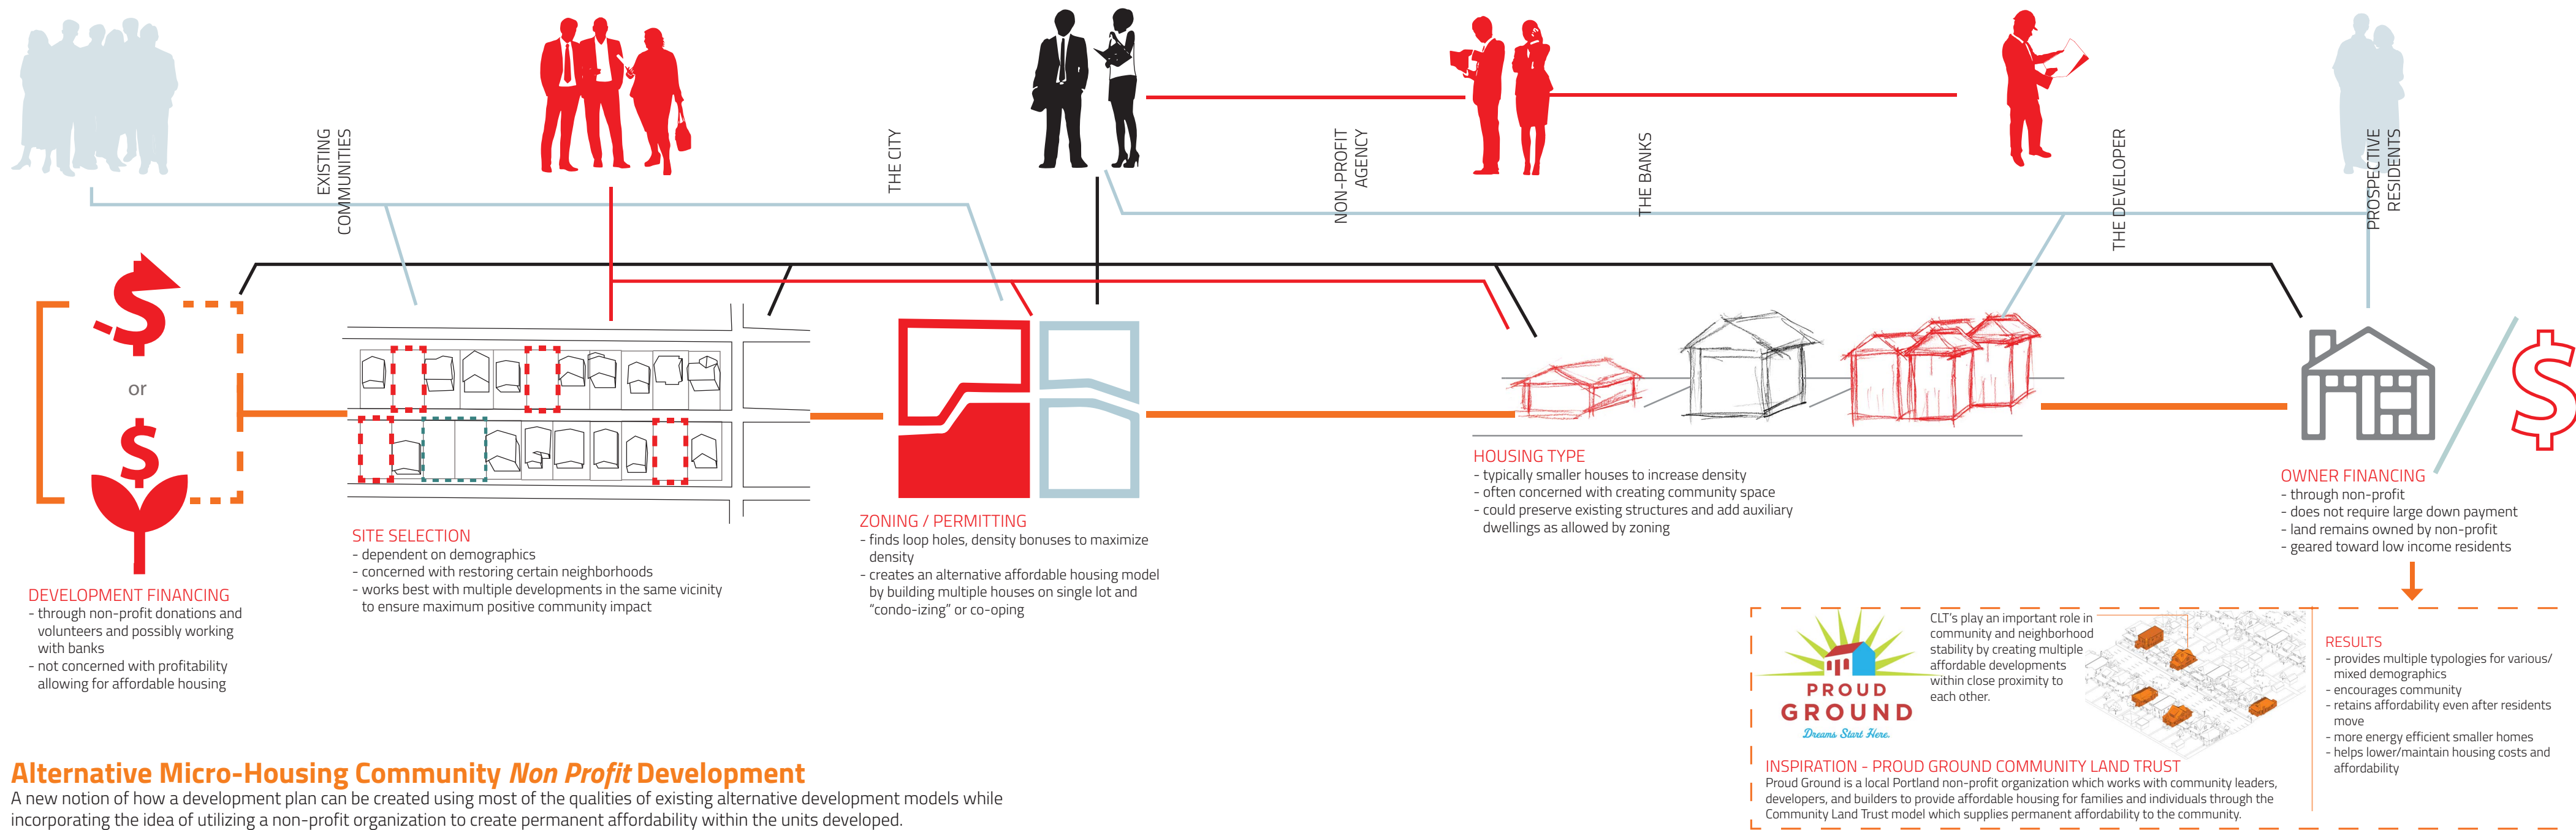 EXISTING
COMMUNITIES
THE CITY
NON-PROFIT
AGENCY
THE BANKS
THE DEVELOPER
PROSPECTIVE
RESIDENTS
$
or
$
$
DEVELOPMENT FINANCING
- through non-profit donations and
volunteers and possibly working
with banks
- not concerned with profitability
allowing for affordable housing
SITE SELECTION
- dependent on demographics
- concerned with restoring certain neighborhoods
- works best with multiple developments in the same vicinity
to ensure maximum positive community impact
ZONING / PERMITTING
- finds loop holes, density bonuses to maximize
density
- creates an alternative affordable housing model
by building multiple houses on single lot and
“condo-izing” or co-oping
HOUSING TYPE
- typically smaller houses to increase density
- often concerned with creating community space
- could preserve existing structures and add auxiliary
dwellings as allowed by zoning
OWNER FINANCING
- through non-profit
- does not require large down payment
- land remains owned by non-profit
- geared toward low income residents
PROUD
GROUND
Dreams Start Here.
CLT’s play an important role in
community and neighborhood
stability by creating multiple
affordable developments
within close proximity to
each other.
INSPIRATION - PROUD GROUND COMMUNITY LAND TRUST
Proud Ground is a local Portland non-profit organization which works with community leaders,
developers, and builders to provide affordable housing for families and individuals through the
Community Land Trust model which supplies permanent affordability to the community.
RESULTS
- provides multiple typologies for various/
mixed demographics
- encourages community
- retains affordability even after residents
move
- more energy efficient smaller homes
- helps lower/maintain housing costs and
affordability
Alternative Micro-Housing Community Non Profit Development
A new notion of how a development plan can be created using most of the qualities of existing alternative development models while
incorporating the idea of utilizing a non-profit organization to create permanent affordability within the units developed.